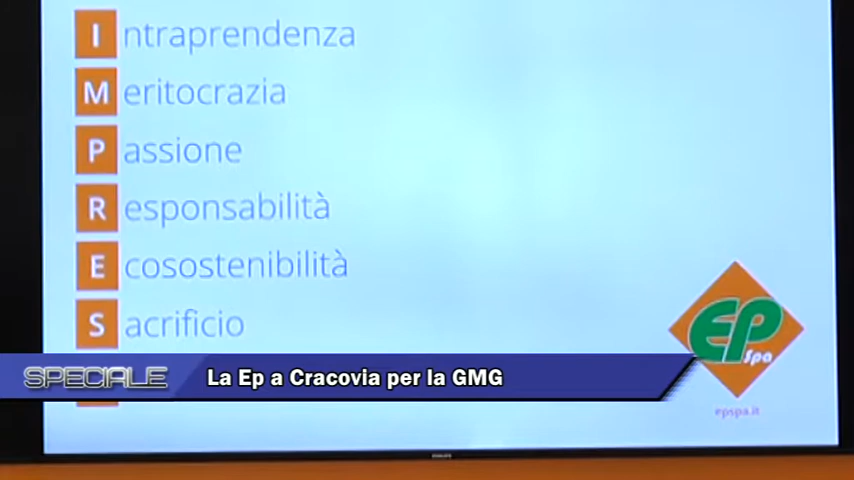 Intraprendenza
Meritocrazia
Passione
Responsabilità
Ecosostenibilità
Sacrificio
EP
Spa
epspa.it
SPECIALE
La Ep a Cracovia per la GMG